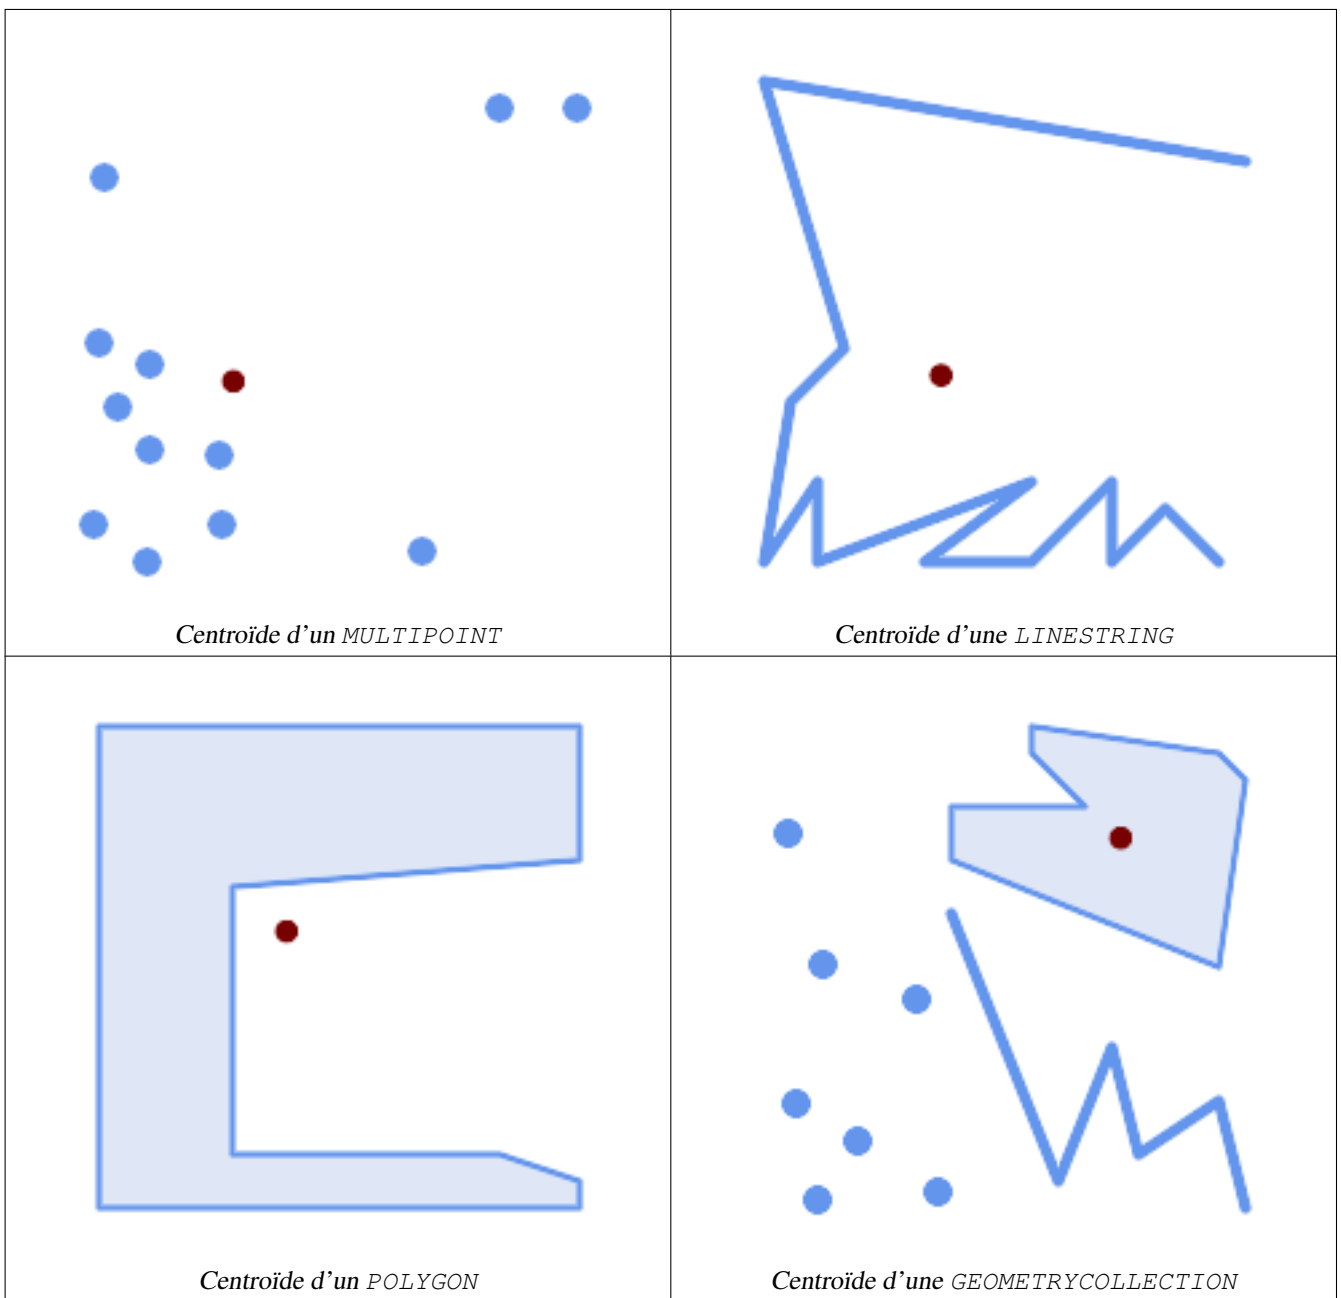 Centroïde d'un MULTIPOINT
Centroïde d'une LINESTRING
Centroïde d'un POLYGON
Centroïde d'une GEOMETRYCOLLECTION